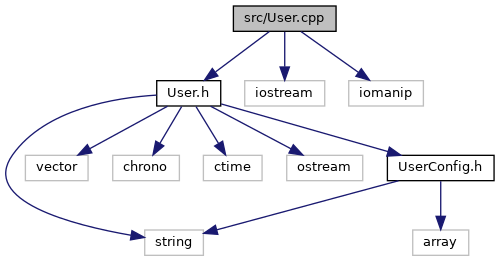 src/User.cpp
User.h
iostream
iomanip
vector
chrono
ctime
ostream
UserConfig.h
string
array